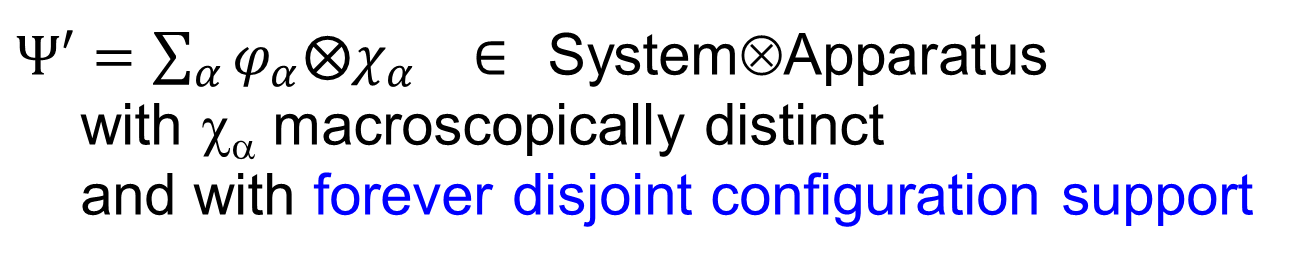 Ψ′ = ∑α φα⊗χα ∈ System⊗Apparatus
with χα macroscopically distinct
and with forever disjoint configuration support